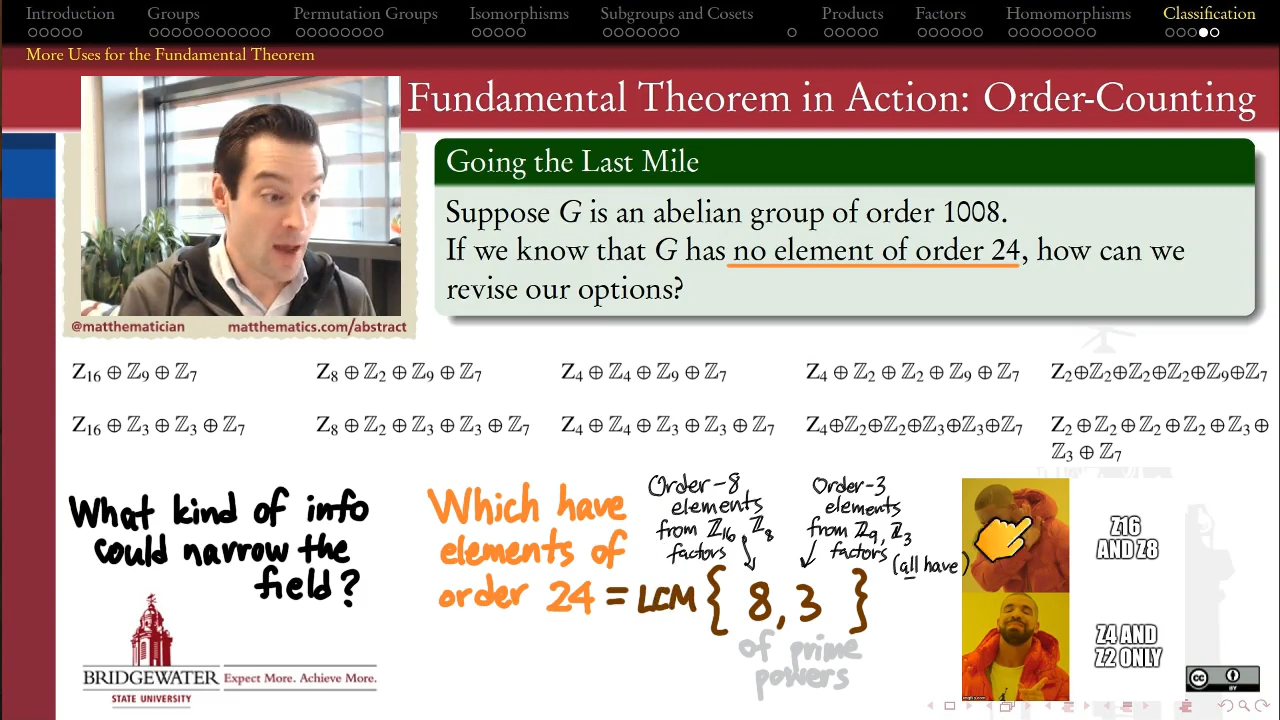 Introduction Groups Permutation Groups Isomorphisms Subgroups and Cosets Products Factors Homomorphisms Classification
More Uses for the Fundamental Theorem
Fundamental Theorem in Action: Order-Counting
Going the Last Mile
Suppose G is an abelian group of order 1008.
If we know that G has no element of order 24, how can we
revise our options?
@matthematician matthematics.com/abstract
Z16 ⊕ Z9 ⊕ Z7
Z8 ⊕ Z2 ⊕ Z9 ⊕ Z7
Z4 ⊕ Z4 ⊕ Z9 ⊕ Z7
Z4 ⊕ Z2 ⊕ Z2 ⊕ Z9 ⊕ Z7
Z2⊕Z2⊕Z2⊕Z2⊕Z9⊕Z7
Z16 ⊕ Z3 ⊕ Z3 ⊕ Z7
Z8 ⊕ Z2 ⊕ Z3 ⊕ Z3 ⊕ Z7
Z4 ⊕ Z4 ⊕ Z3 ⊕ Z3 ⊕ Z7
Z4⊕Z2⊕Z2⊕Z3⊕Z3⊕Z7
Z2 ⊕ Z2 ⊕ Z2 ⊕ Z2 ⊕ Z3 ⊕
Z3 ⊕ Z7
What kind of info
could narrow the
field?
Which have
elements of
order 24 = LCM { 8, 3 }
of prime
powers
Order-8
elements
from Z16, Z8
factors
Order-3
elements
from Z9, Z3
factors (all have)
Z16
AND Z8
Z4 AND
Z2 ONLY
BRIDGEWATER
STATE UNIVERSITY
Expect More. Achieve More.
CC
BY